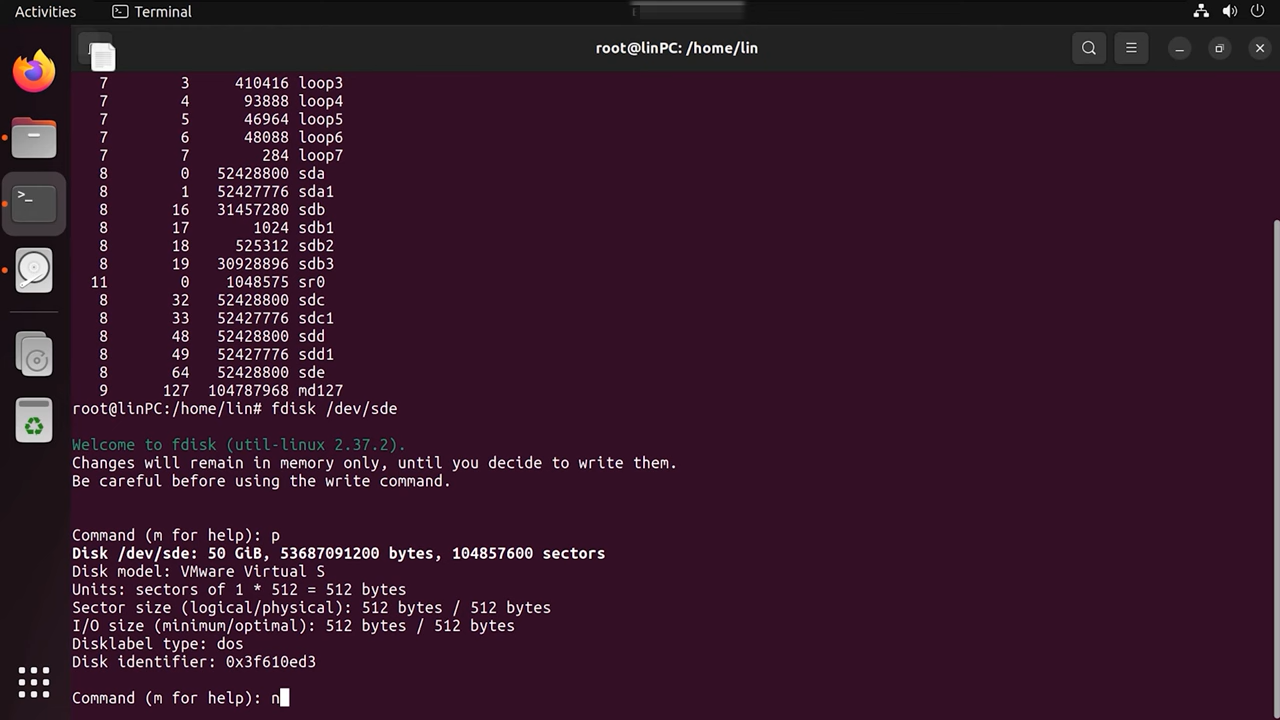 Activities Terminal
root@linPC: /home/lin
7 3 410416 loop3
7 4 93888 loop4
7 5 46964 loop5
7 6 48088 loop6
7 7 284 loop7
8 0 52428800 sda
8 1 52427776 sda1
8 16 31457280 sdb
8 17 1024 sdb1
8 18 525312 sdb2
8 19 30928896 sdb3
11 0 1048575 sr0
8 32 52428800 sdc
8 33 52427776 sdc1
8 48 52428800 sdd
8 49 52427776 sdd1
8 64 52428800 sde
9 127 104787968 md127
root@linPC:/home/lin# fdisk /dev/sde
Welcome to fdisk (util-linux 2.37.2).
Changes will remain in memory only, until you decide to write them.
Be careful before using the write command.
Command (m for help): p
Disk /dev/sde: 50 GiB, 53687091200 bytes, 104857600 sectors
Disk model: VMware Virtual S
Units: sectors of 1 * 512 = 512 bytes
Sector size (logical/physical): 512 bytes / 512 bytes
I/O size (minimum/optimal): 512 bytes / 512 bytes
Disklabel type: dos
Disk identifier: 0x3f610ed3
Command (m for help): n